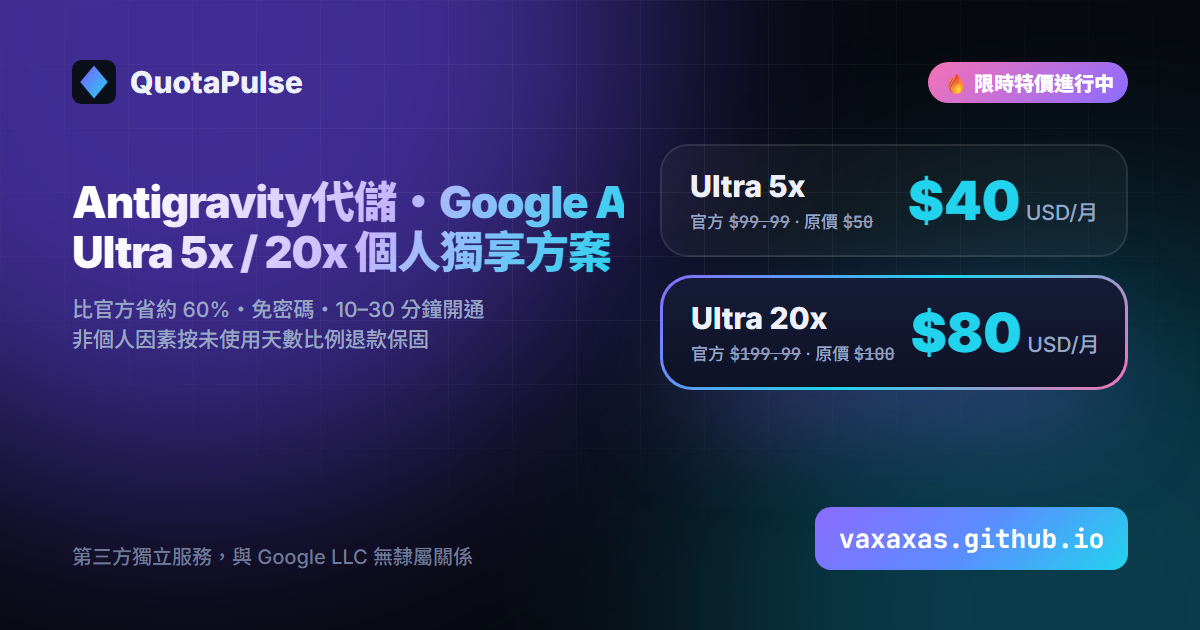 QuotaPulse
🔥 限時特價進行中
Antigravity代儲・Google A
Ultra 5x / 20x 個人獨享方案
比官方省約 60%・免密碼・10–30 分鐘開通
非個人因素按未使用天數比例退款保固
Ultra 5x
官方 $99.99 · 原價 $50
$40 USD/月
Ultra 20x
官方 $199.99 · 原價 $100
$80 USD/月
第三方獨立服務，與 Google LLC 無隸屬關係
vaxaxas.github.io